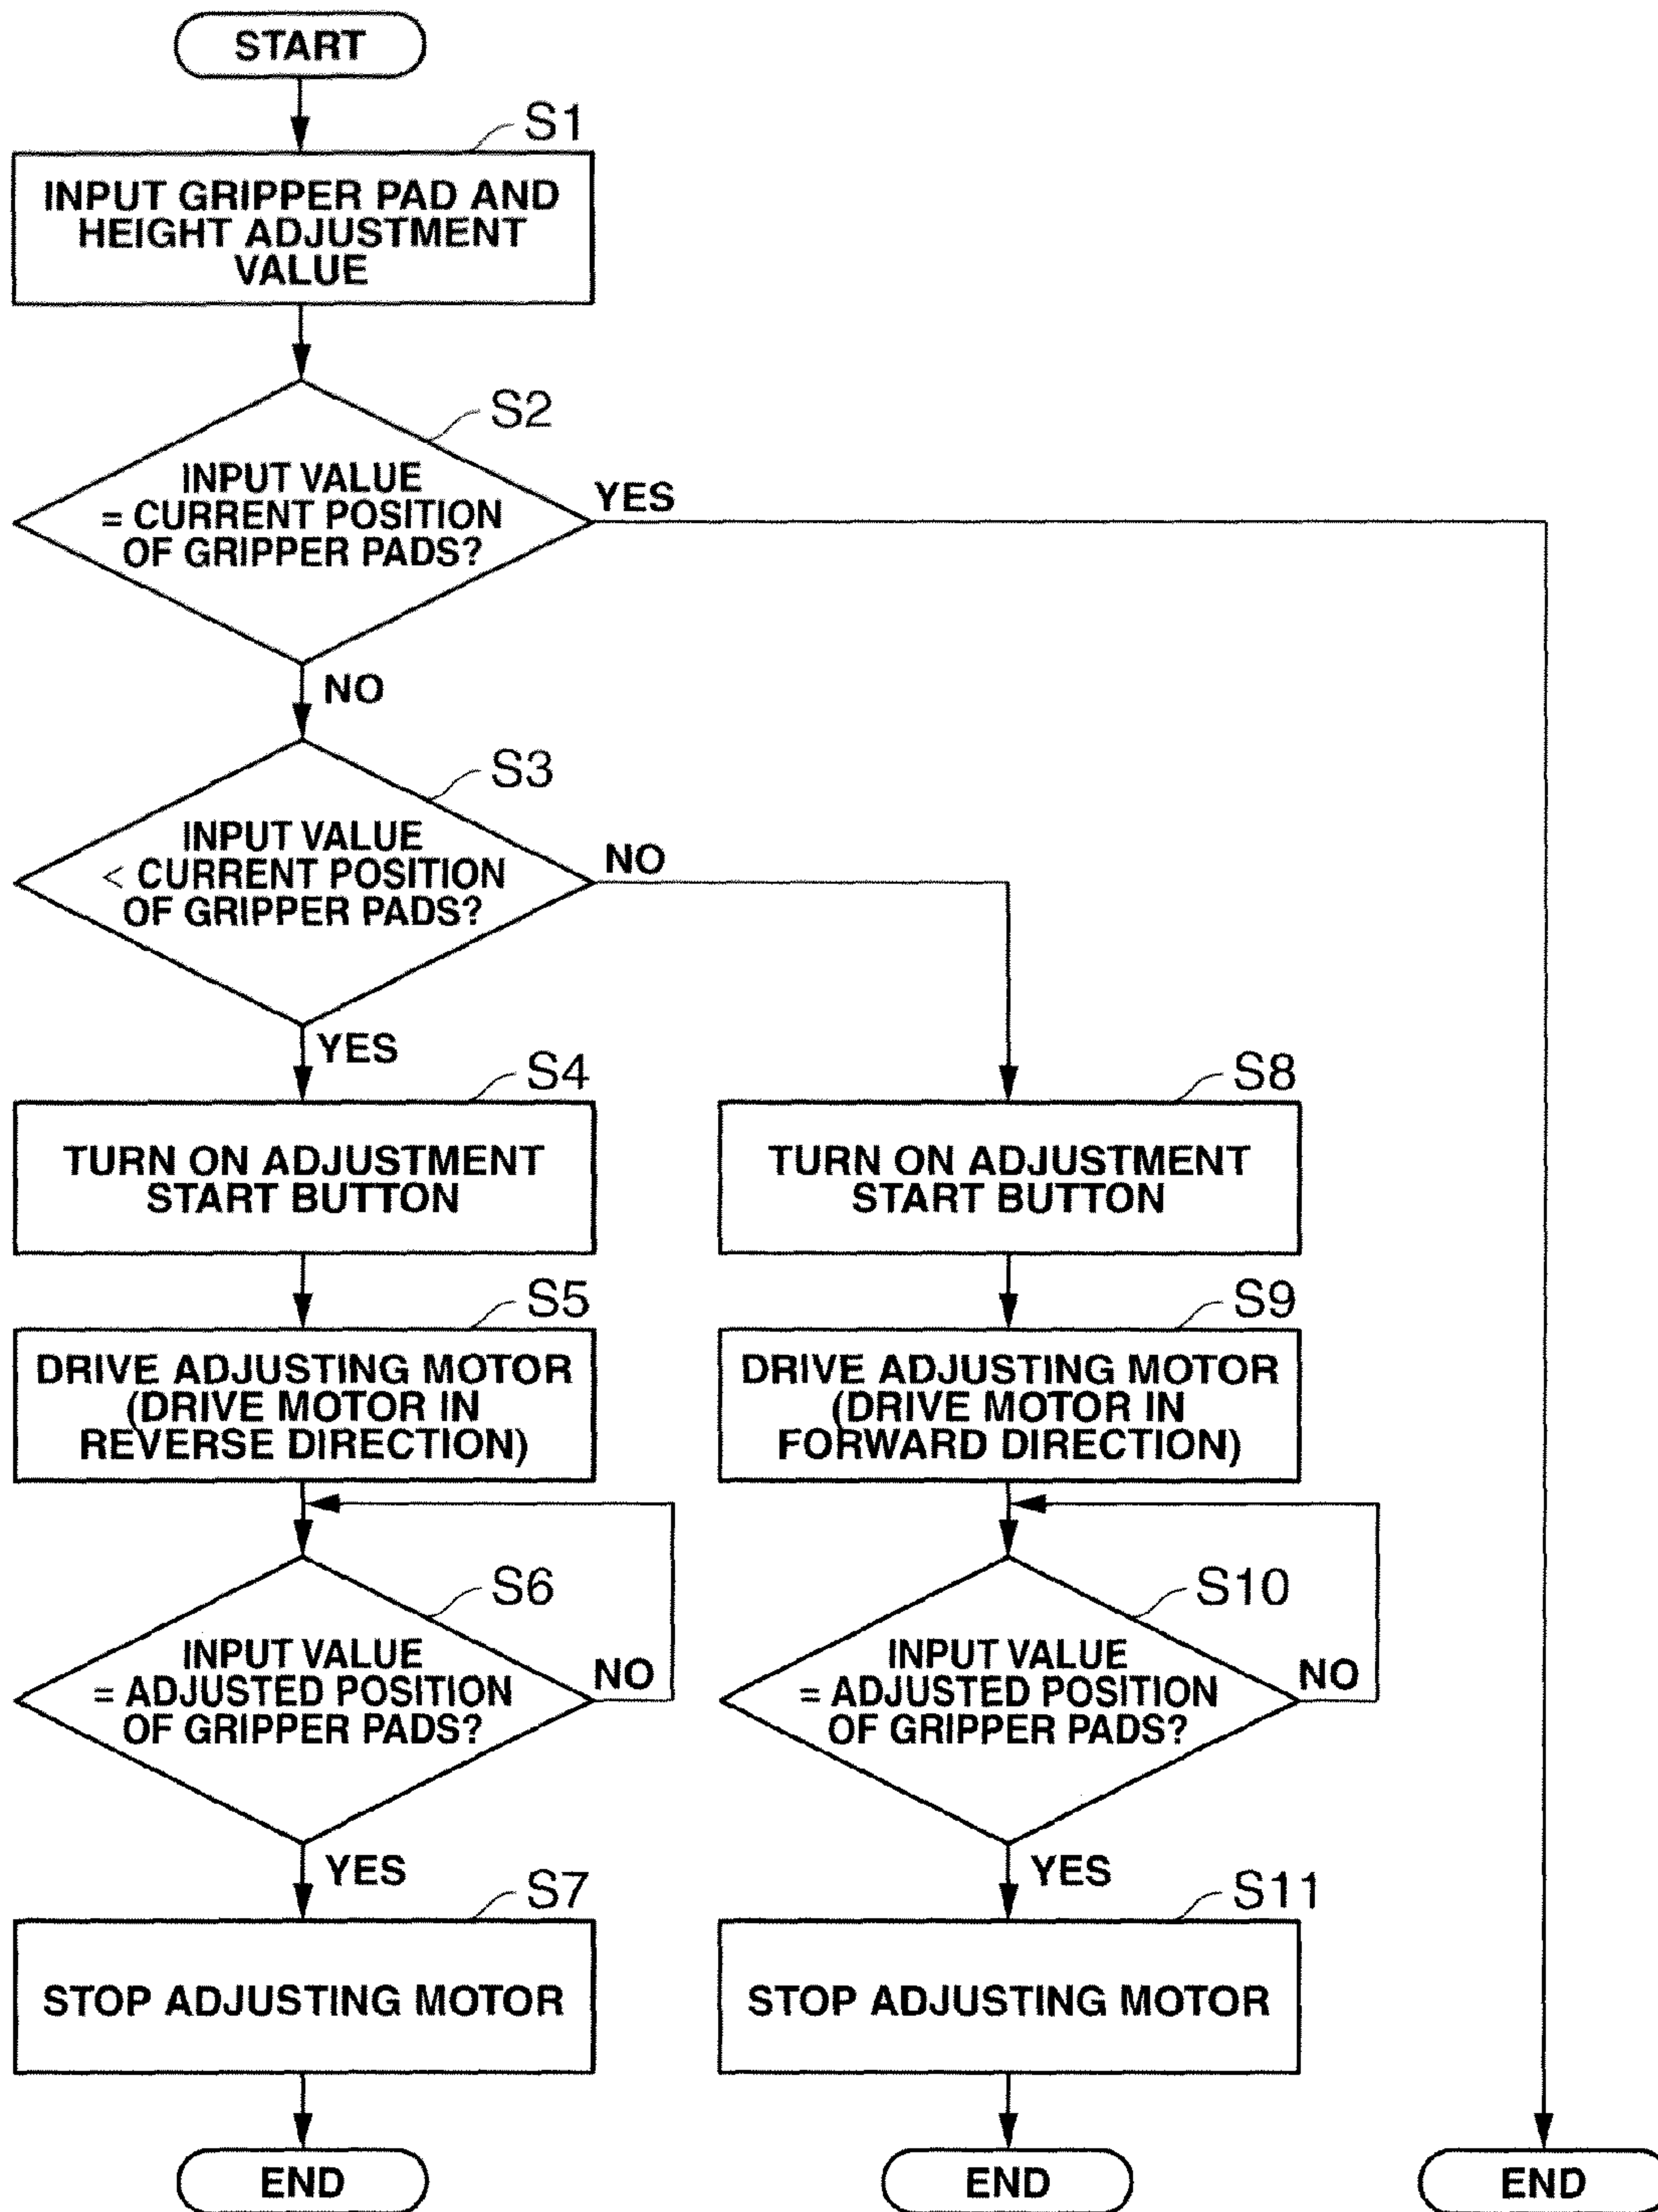 START
S1
INPUT GRIPPER PAD AND
HEIGHT ADJUSTMENT
VALUE
S2
INPUT VALUE
= CURRENT POSITION
OF GRIPPER PADS?
YES
NO
S3
INPUT VALUE
< CURRENT POSITION
OF GRIPPER PADS?
NO
YES
S4
TURN ON ADJUSTMENT
START BUTTON
S8
TURN ON ADJUSTMENT
START BUTTON
S5
DRIVE ADJUSTING MOTOR
(DRIVE MOTOR IN
REVERSE DIRECTION)
S9
DRIVE ADJUSTING MOTOR
(DRIVE MOTOR IN
FORWARD DIRECTION)
S6
INPUT VALUE
= ADJUSTED POSITION
OF GRIPPER PADS?
NO
YES
S10
INPUT VALUE
= ADJUSTED POSITION
OF GRIPPER PADS?
NO
YES
S7
STOP ADJUSTING MOTOR
S11
STOP ADJUSTING MOTOR
END
END
END